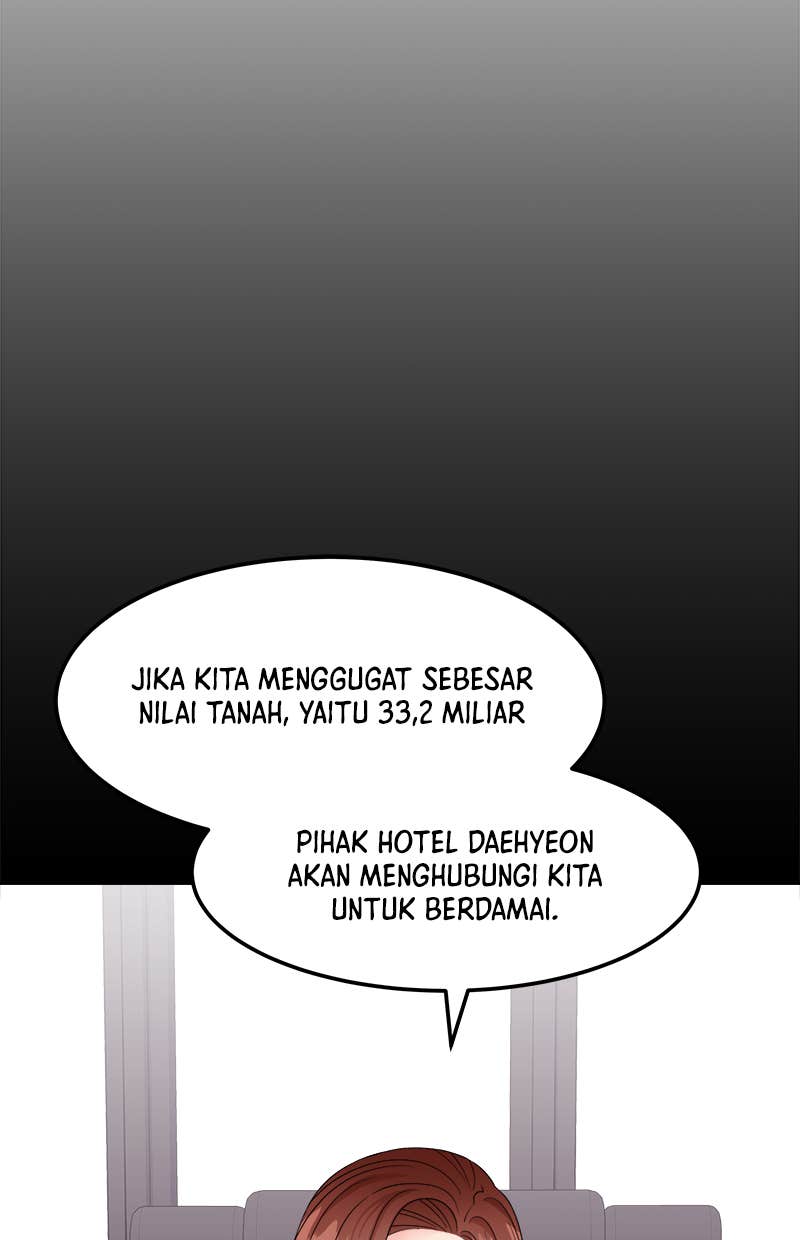 JIKA KITA MENGGUGAT SEBESAR
NILAI TANAH, YAITU 33,2 MILIAR
PIHAK HOTEL DAEHYEON
AKAN MENGHUBUNGI KITA
UNTUK BERDAMAI.